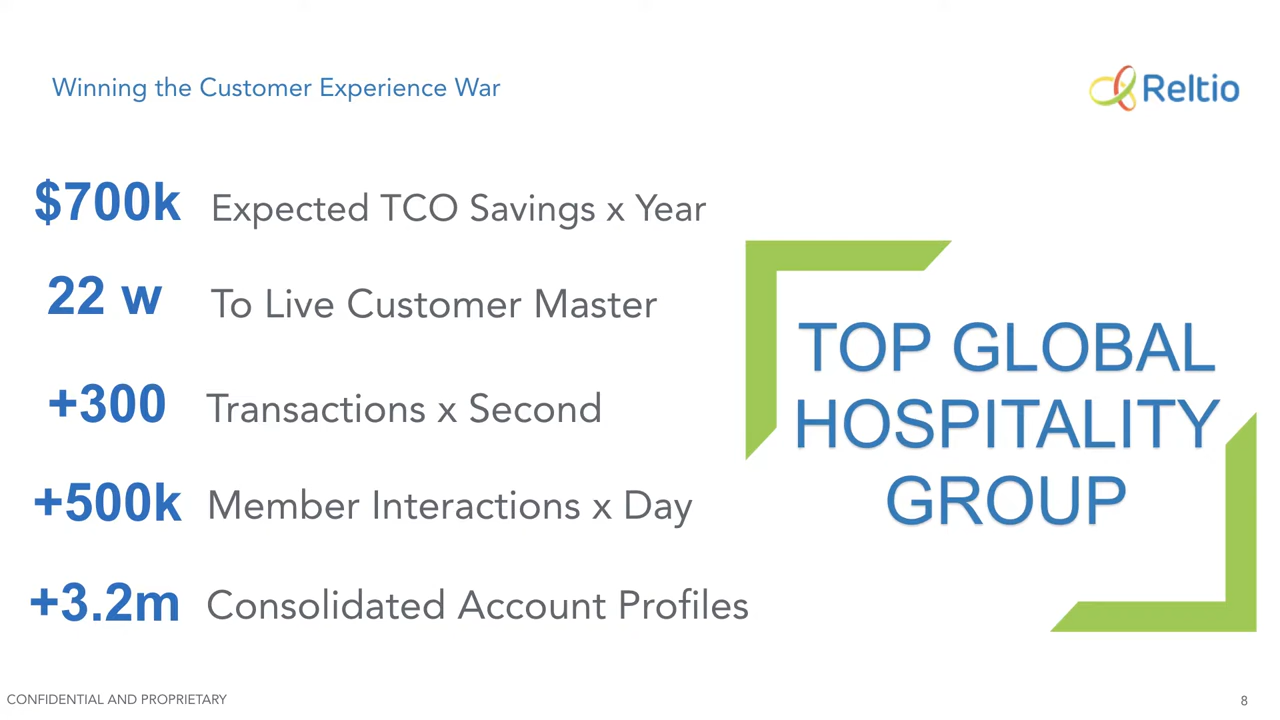 Winning the Customer Experience War
Reltio
$700k Expected TCO Savings x Year
22 w To Live Customer Master
+300 Transactions x Second
+500k Member Interactions x Day
+3.2m Consolidated Account Profiles
TOP GLOBAL
HOSPITALITY
GROUP
CONFIDENTIAL AND PROPRIETARY
8